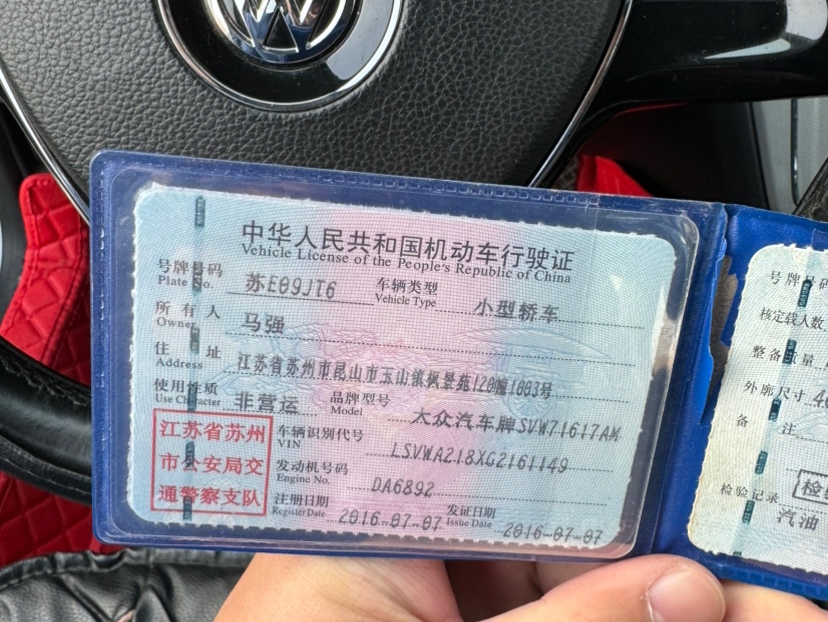 中华人民共和国机动车行驶证
Vehicle License of the People's Republic of China
号牌号码 苏E09JT6 车辆类型 小型轿车
Plate No. Vehicle Type
所有人 马强
Owner
住址 江苏省苏州市昆山市玉山镇枫景苑120幢1003号
Address
使用性质 非营运 品牌型号 大众汽车牌SVW71617AM
Use Character Model
江苏省苏州
市公安局交
通警察支队
车辆识别代号 LSVWA218XG2161149
VIN
发动机号码 DA6892
Engine No.
注册日期 2016-07-07 发证日期 2016-07-07
Register Date Issue Date
号牌号码
核定载人数
整备质量
外廓尺寸
备注
检验记录
汽油